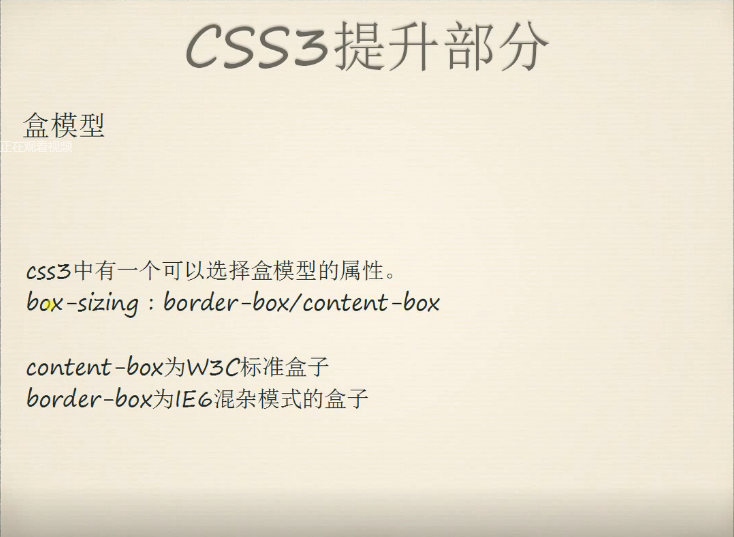 CSS3提升部分
盒模型
正在观看视频
css3中有一个可以选择盒模型的属性。
box-sizing：border-box/content-box
content-box为W3C标准盒子
border-box为IE6混杂模式的盒子